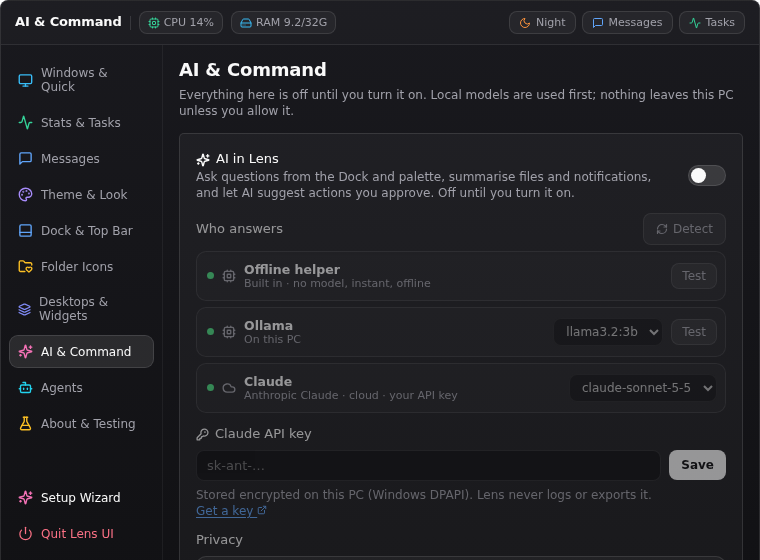 AI & Command
CPU 14%
RAM 9.2/32G
Night
Messages
Tasks
Windows &
Quick
Stats & Tasks
Messages
Theme & Look
Dock & Top Bar
Folder Icons
Desktops &
Widgets
AI & Command
Agents
About & Testing
Setup Wizard
Quit Lens UI
AI & Command
Everything here is off until you turn it on. Local models are used first; nothing leaves this PC
unless you allow it.
AI in Lens
Ask questions from the Dock and palette, summarise files and notifications,
and let AI suggest actions you approve. Off until you turn it on.
Who answers
Detect
Offline helper
Built in · no model, instant, offline
Test
Ollama
On this PC
llama3.2:3b
Test
Claude
Anthropic Claude · cloud · your API key
claude-sonnet-5-5
Claude API key
sk-ant-...
Save
Stored encrypted on this PC (Windows DPAPI). Lens never logs or exports it.
Get a key
Privacy